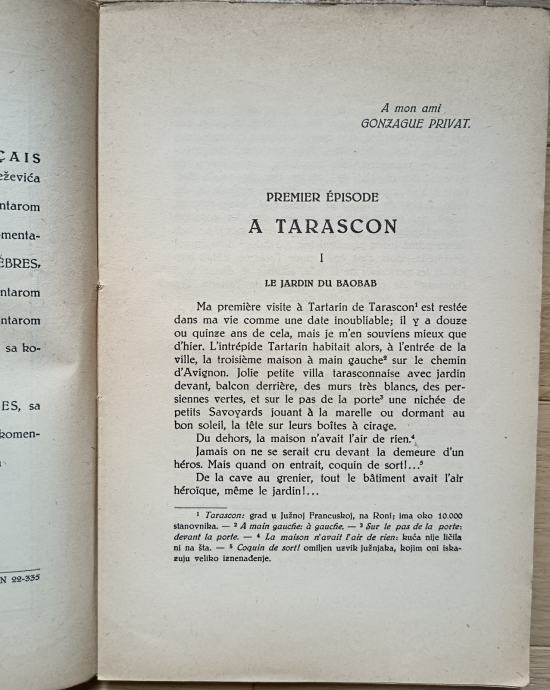 ÇAIS
eževića
ntarom
menta-
ÈBRES,
ntarom
ntarom
sa ko-
ES, sa
komen-
N 22-335
A mon ami
GONZAGUE PRIVAT.
PREMIER ÉPISODE
A TARASCON
I
LE JARDIN DU BAOBAB
Ma première visite à Tartarin de Tarascon¹ est restée
dans ma vie comme une date inoubliable; il y a douze
ou quinze ans de cela, mais je m'en souviens mieux que
d'hier. L'intrépide Tartarin habitait alors, à l'entrée de la
ville, la troisième maison à main gauche² sur le chemin
d'Avignon. Jolie petite villa tarasconnaise avec jardin
devant, balcon derrière, des murs très blancs, des per-
siennes vertes, et sur le pas de la porte³ une nichée de
petits Savoyards jouant à la marelle ou dormant au
bon soleil, la tête sur leurs boîtes à cirage.
Du dehors, la maison n'avait l'air de rien.⁴
Jamais on ne se serait cru devant la demeure d'un
héros. Mais quand on entrait, coquin de sort!...⁵
De la cave au grenier, tout le bâtiment avait l'air
héroïque, même le jardin!...
¹ Tarascon: grad u Južnoj Francuskoj, na Roni; ima oko 10.000
stanovnika. — ² A main gauche: à gauche. — ³ Sur le pas de la porte:
devant la porte. — ⁴ La maison n'avait l'air de rien: kuća nije ličila
ni na šta. — ⁵ Coquin de sort! omiljen uzvik južnjaka, kojim oni iska-
zuju veliko iznenađenje.